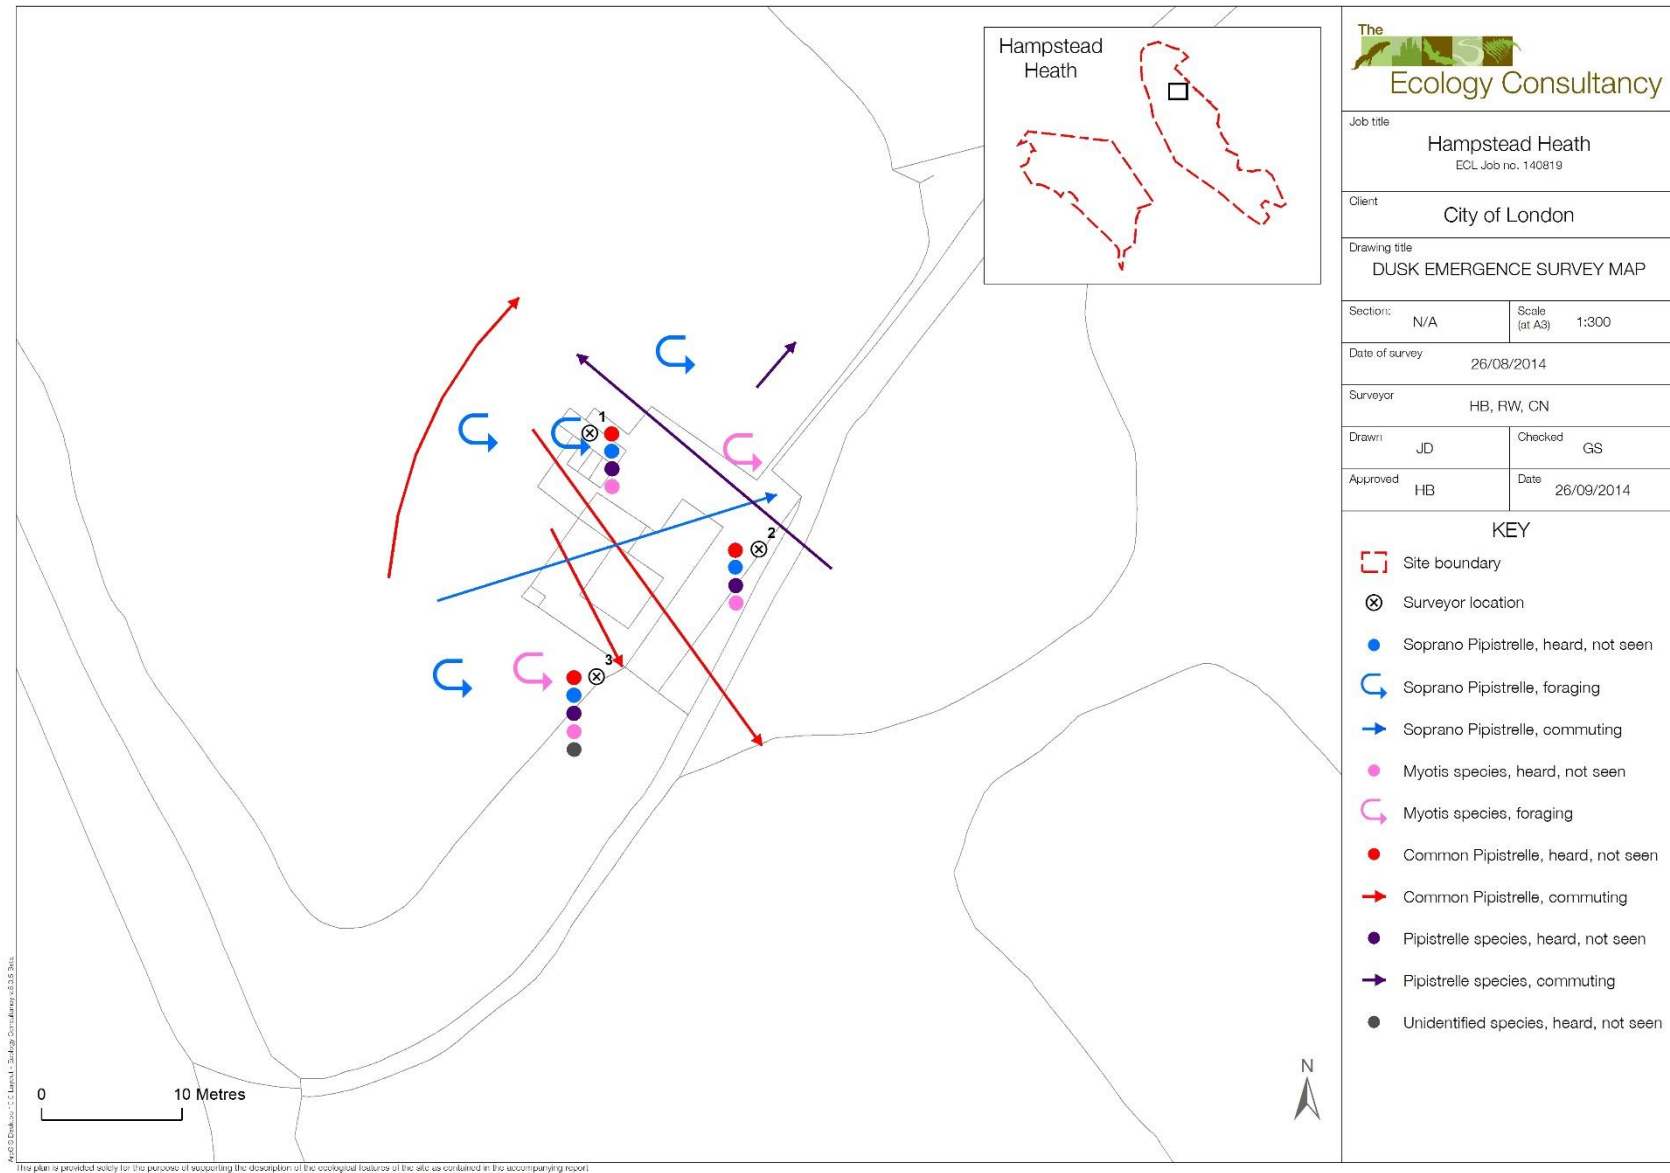 Hampstead
Heath
1
2
3
0
10 Metres
N
The
Ecology Consultancy
Job title
Hampstead Heath
ECL Job no. 140819
Client
City of London
Drawing title
DUSK EMERGENCE SURVEY MAP
Section:
N/A
Scale
(at A3)
1:300
Date of survey
26/08/2014
Surveyor
HB, RW, CN
Drawn
JD
Checked
GS
Approved
HB
Date
26/09/2014
KEY
Site boundary
Surveyor location
Soprano Pipistrelle, heard, not seen
Soprano Pipistrelle, foraging
Soprano Pipistrelle, commuting
Myotis species, heard, not seen
Myotis species, foraging
Common Pipistrelle, heard, not seen
Common Pipistrelle, commuting
Pipistrelle species, heard, not seen
Pipistrelle species, commuting
Unidentified species, heard, not seen
This plan is provided solely for the purpose of supporting the description of the ecological features of the site as contained in the accompanying report